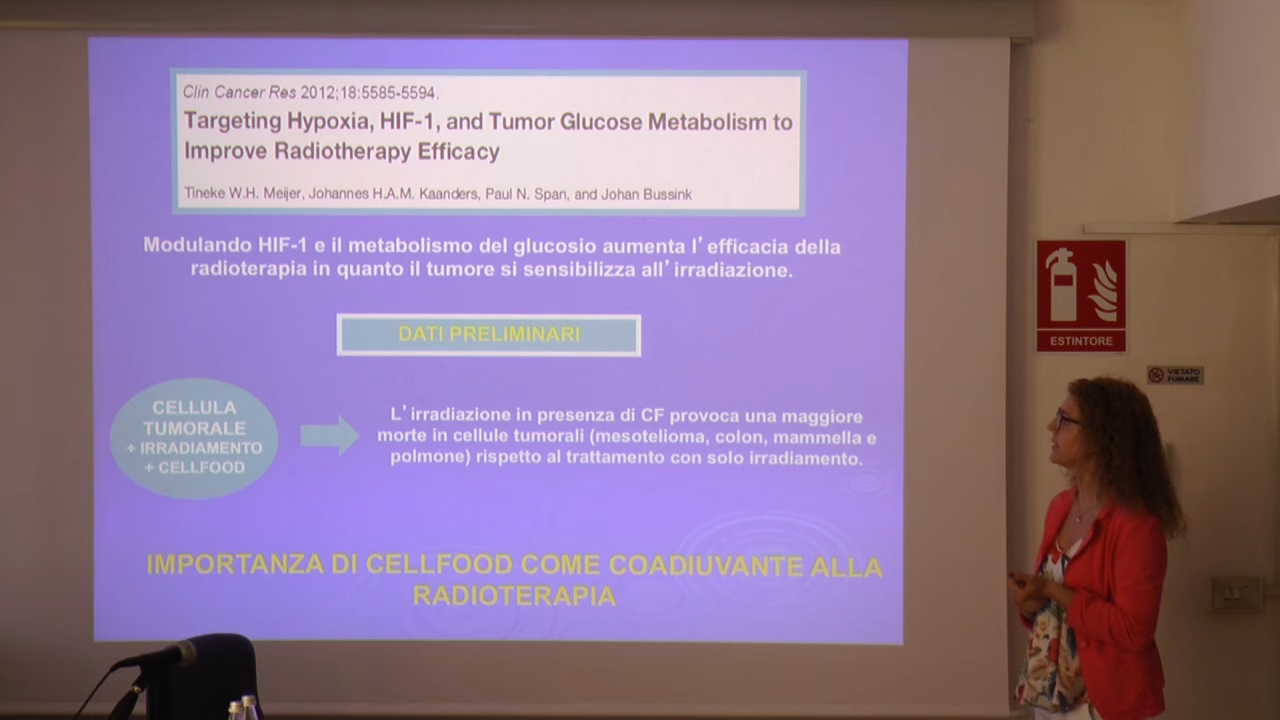 Clin Cancer Res 2012;18:5585-5594.
Targeting Hypoxia, HIF-1, and Tumor Glucose Metabolism to
Improve Radiotherapy Efficacy
Tineke W.H. Meijer, Johannes H.A.M. Kaanders, Paul N. Span, and Johan Bussink
Modulando HIF-1 e il metabolismo del glucosio aumenta l'efficacia della
radioterapia in quanto il tumore si sensibilizza all'irradiazione.
DATI PRELIMINARI
CELLULA
TUMORALE
+ IRRADIAMENTO
+ CELLFOOD
L'irradiazione in presenza di CF provoca una maggiore
morte in cellule tumorali (mesotelioma, colon, mammella e
polmone) rispetto al trattamento con solo irradiamento.
IMPORTANZA DI CELLFOOD COME COADIUVANTE ALLA
RADIOTERAPIA
ESTINTORE
VIETATO
FUMARE